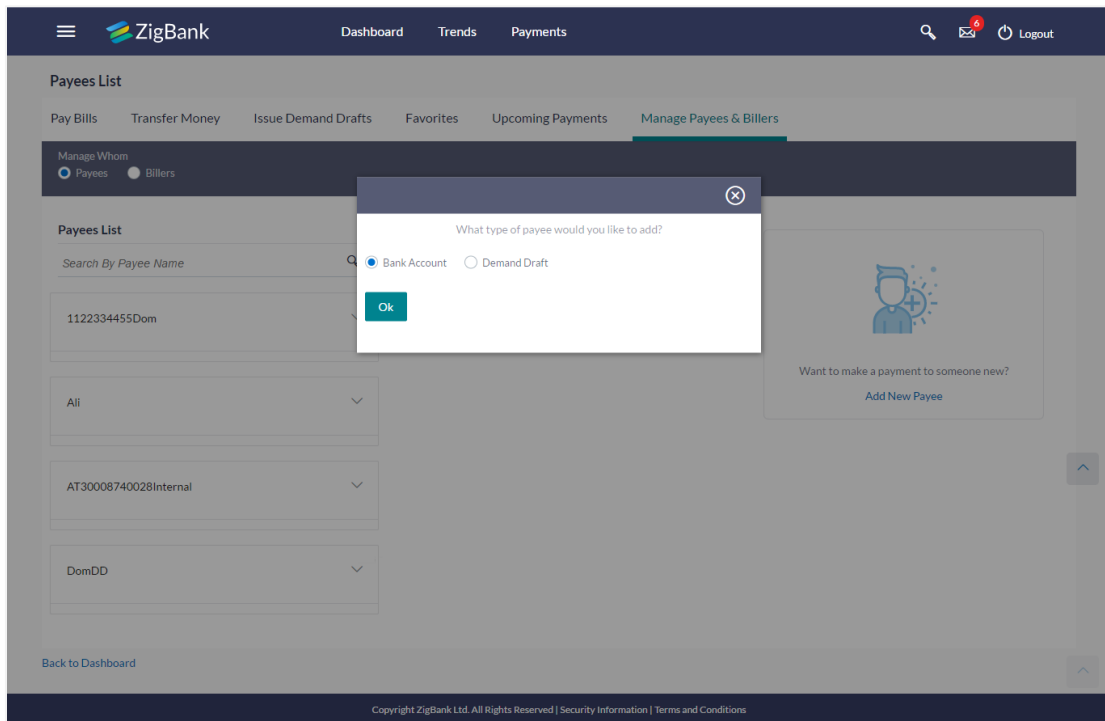 ZigBank Dashboard Trends Payments 6 Logout
Payees List
Pay Bills Transfer Money Issue Demand Drafts Favorites Upcoming Payments Manage Payees & Billers
Manage Whom
Payees Billers
What type of payee would you like to add?
Bank Account Demand Draft
Ok
Payees List
Search By Payee Name
1122334455Dom
Ali
AT30008740028Internal
DomDD
Want to make a payment to someone new?
Add New Payee
Back to Dashboard
Copyright ZigBank Ltd. All Rights Reserved | Security Information | Terms and Conditions